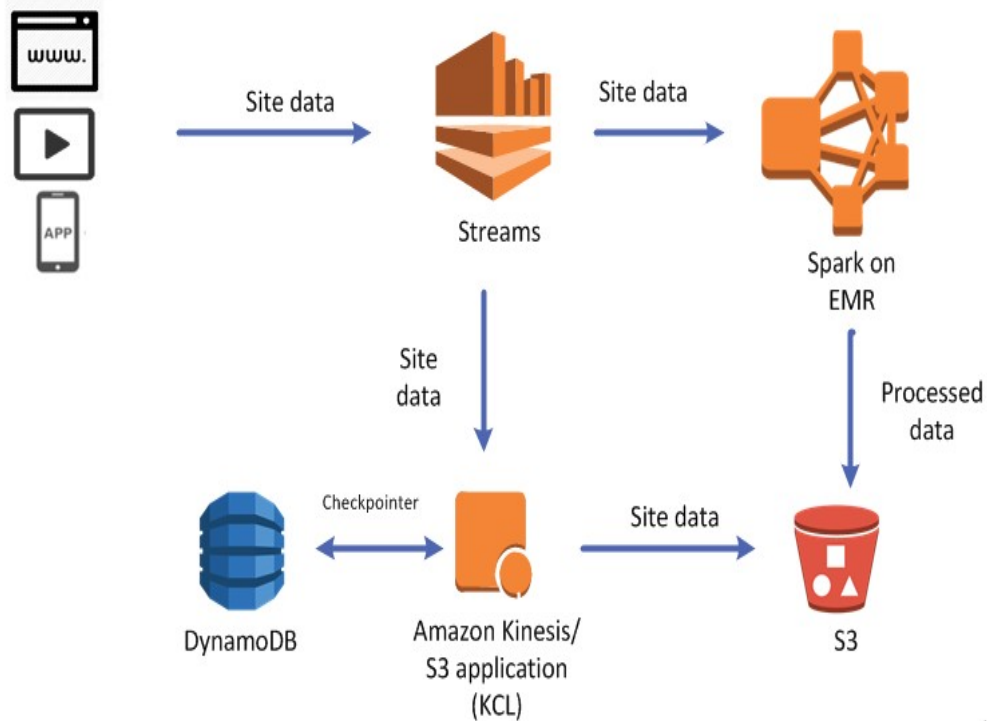 www.
APP
Site data
Site data
Streams
Spark on
EMR
Site
data
Processed
data
Checkpointer
Site data
DynamoDB
Amazon Kinesis/
S3 application
(KCL)
S3